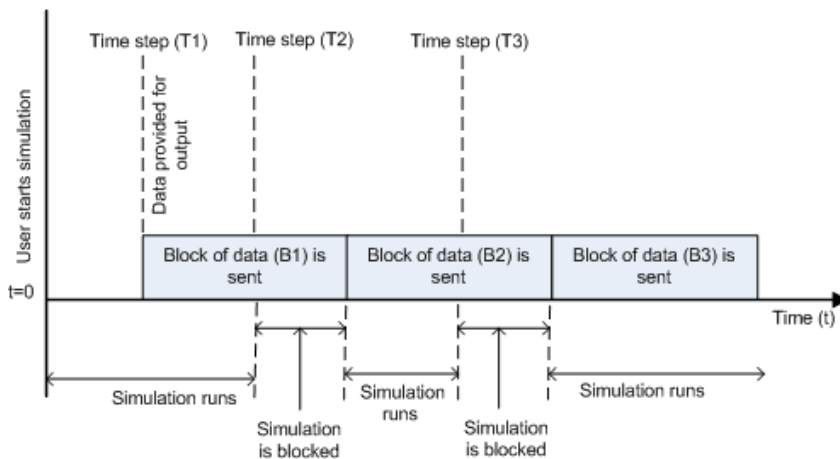 Time step (T1)
Time step (T2)
Time step (T3)
User starts simulation
Data provided for
output
Block of data (B1) is
sent
Block of data (B2) is
sent
Block of data (B3) is
sent
t=0
Time (t)
Simulation runs
Simulation
is blocked
Simulation
runs
Simulation
is blocked
Simulation runs